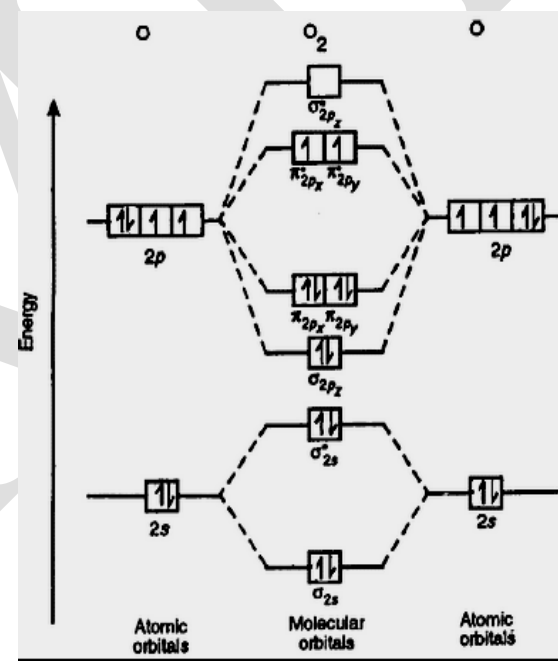 O O₂ O
σ*2pz
π*2px π*2py
2p 2p
π2px π2py
σ2pz
Energy
σ*2s
2s 2s
σ2s
Atomic orbitals Molecular orbitals Atomic orbitals